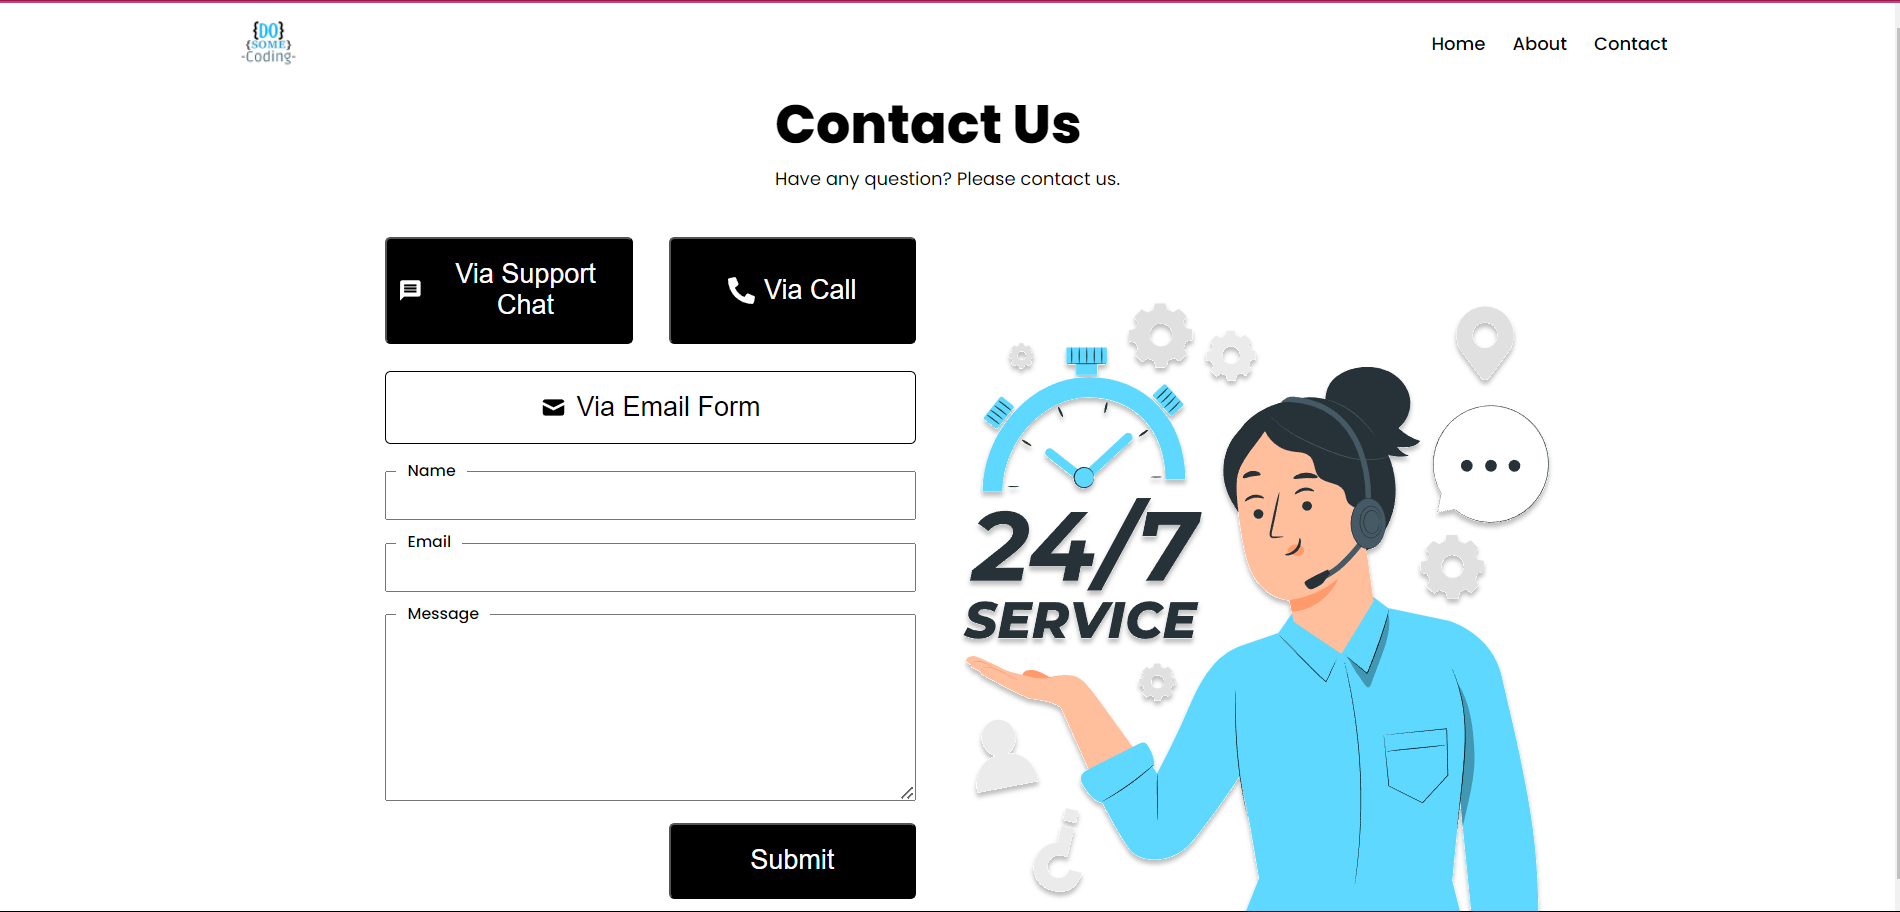 {DO}
{SOME}
-Coding-
Home About Contact
Contact Us
Have any question? Please contact us.
Via Support
Chat
Via Call
Via Email Form
Name
Email
Message
Submit
24/7
SERVICE